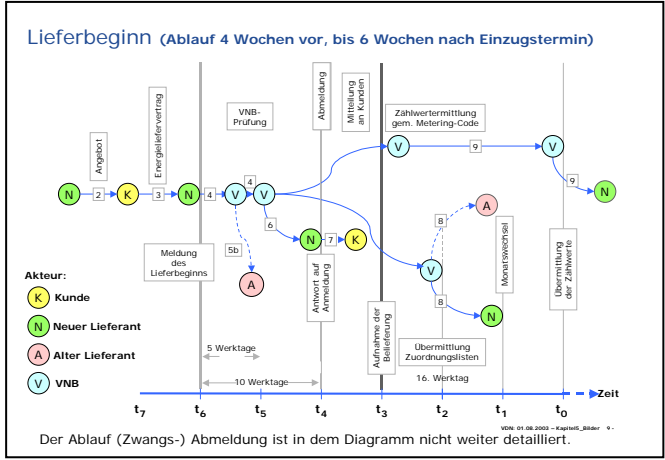 Lieferbeginn (Ablauf 4 Wochen vor, bis 6 Wochen nach Einzugstermin)
Angebot
Energieliefervertrag
VNB-
Prüfung
Abmeldung
Mitteilung
an Kunden
Zählwertermittlung
gem. Metering-Code
N
2
K
3
N
4
V
4
V
V
9
V
9
N
5b
A
6
N
7
K
8
A
V
8
N
Meldung
des
Lieferbeginns
Antwort auf
Anmeldung
Aufnahme der
Belieferung
Übermittlung
Zuordnungslisten
Monatswechsel
Übermittlung
der Zählwerte
Akteur:
K Kunde
N Neuer Lieferant
A Alter Lieferant
V VNB
5 Werktage
10 Werktage
16. Werktag
Zeit
t7 t6 t5 t4 t3 t2 t1 t0
VDN: 01.08.2003 – Kapitel5_Bilder 9 -
Der Ablauf (Zwangs-) Abmeldung ist in dem Diagramm nicht weiter detailliert.